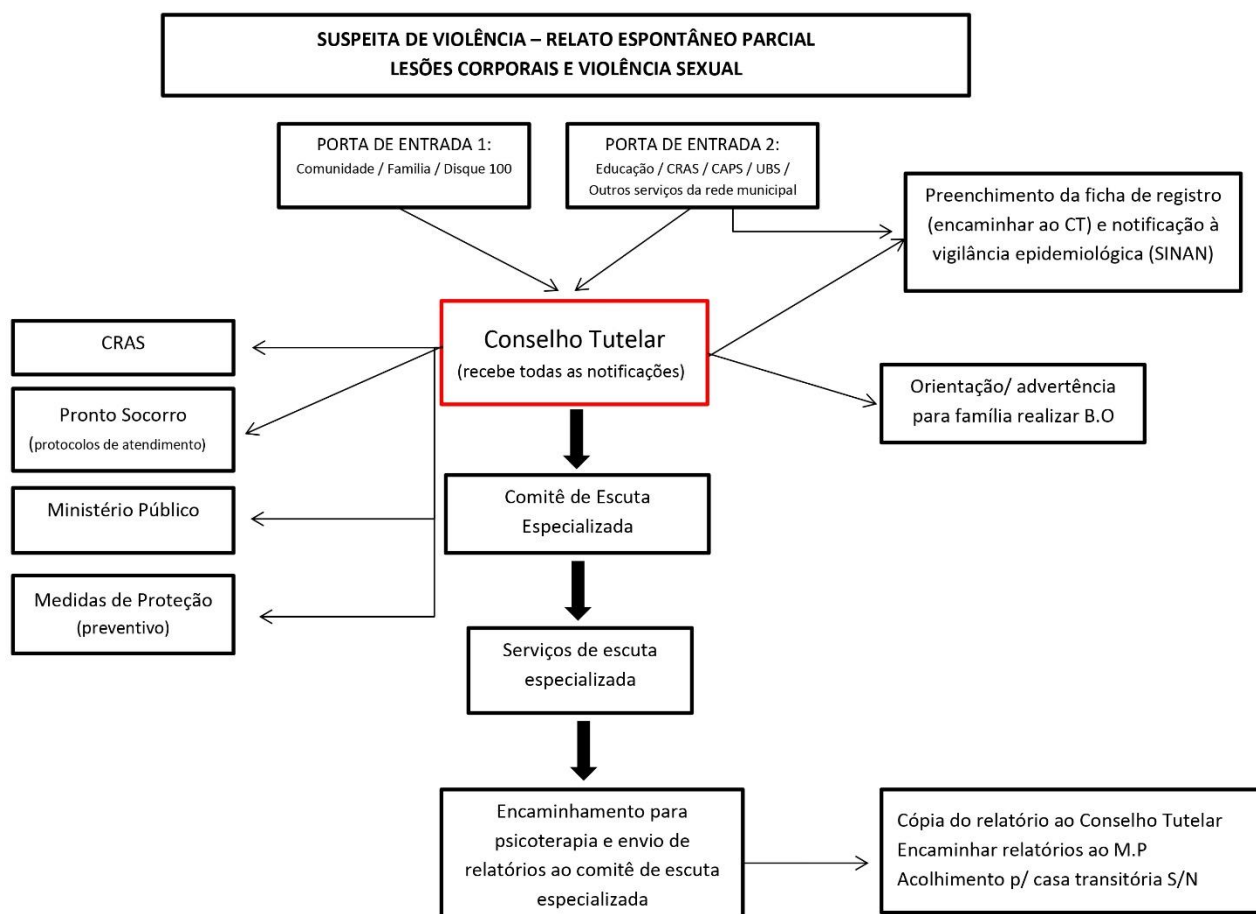 SUSPEITA DE VIOLÊNCIA – RELATO ESPONTÂNEO PARCIAL
LESÕES CORPORAIS E VIOLÊNCIA SEXUAL
PORTA DE ENTRADA 1:
Comunidade / Familia / Disque 100
PORTA DE ENTRADA 2:
Educação / CRAS / CAPS / UBS /
Outros serviços da rede municipal
Preenchimento da ficha de registro
(encaminhar ao CT) e notificação à
vigilância epidemiológica (SINAN)
Conselho Tutelar
(recebe todas as notificações)
CRAS
Pronto Socorro
(protocolos de atendimento)
Ministério Público
Medidas de Proteção
(preventivo)
Orientação/ advertência
para família realizar B.O
Comitê de Escuta
Especializada
Serviços de escuta
especializada
Encaminhamento para
psicoterapia e envio de
relatórios ao comitê de escuta
especializada
Cópia do relatório ao Conselho Tutelar
Encaminhar relatórios ao M.P
Acolhimento p/ casa transitória S/N